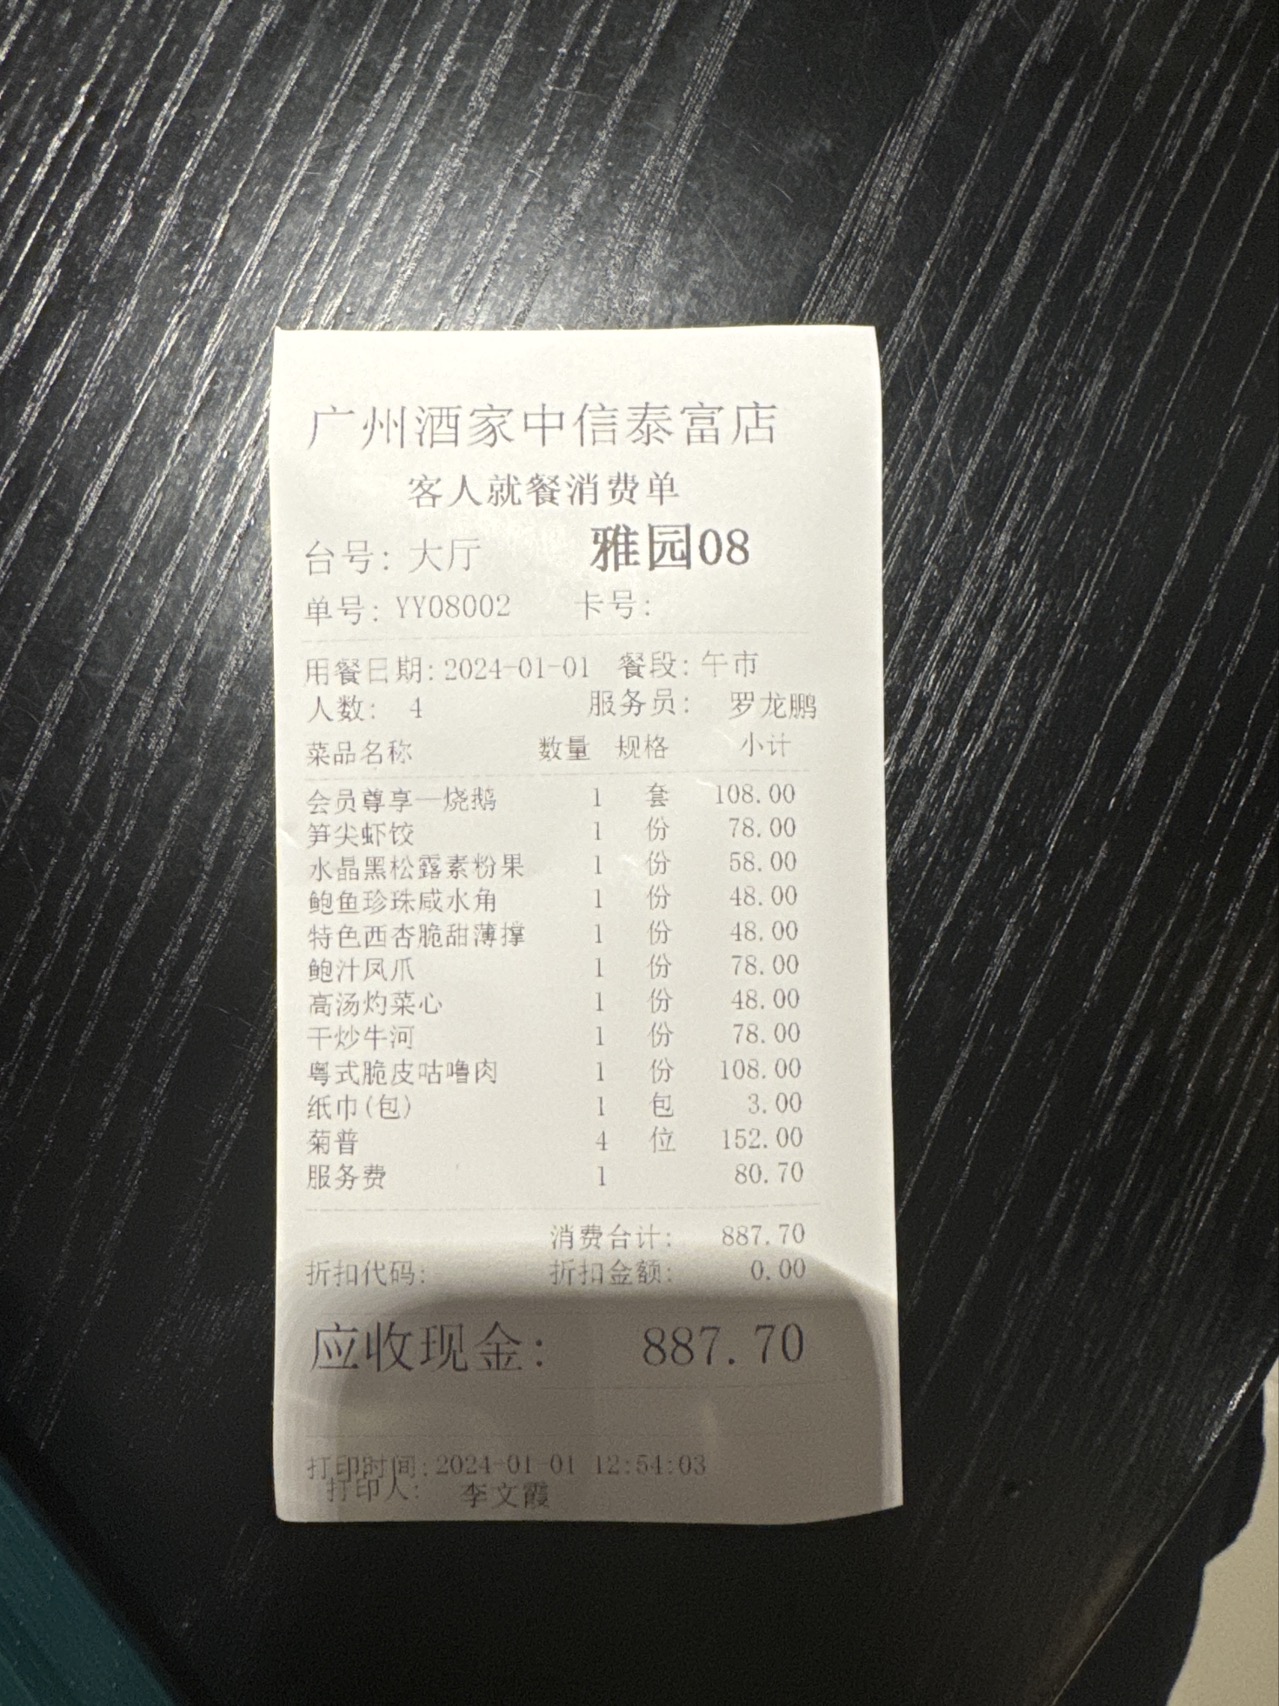 广州酒家中信泰富店
客人就餐消费单
台号: 大厅 雅园08
单号: YY08002 卡号:
用餐日期: 2024-01-01 餐段: 午市
人数: 4 服务员: 罗龙鹏
菜品名称 数量 规格 小计
会员尊享—烧鹅 1 套 108.00
笋尖虾饺 1 份 78.00
水晶黑松露素粉果 1 份 58.00
鲍鱼珍珠咸水角 1 份 48.00
特色西杏脆甜薄撑 1 份 48.00
鲍汁凤爪 1 份 78.00
高汤灼菜心 1 份 48.00
干炒牛河 1 份 78.00
粤式脆皮咕噜肉 1 份 108.00
纸巾(包) 1 包 3.00
菊普 4 位 152.00
服务费 1 80.70
消费合计: 887.70
折扣代码: 折扣金额: 0.00
应收现金: 887.70
打印时间: 2024-01-01 12:54:03
打印人: 李文霞